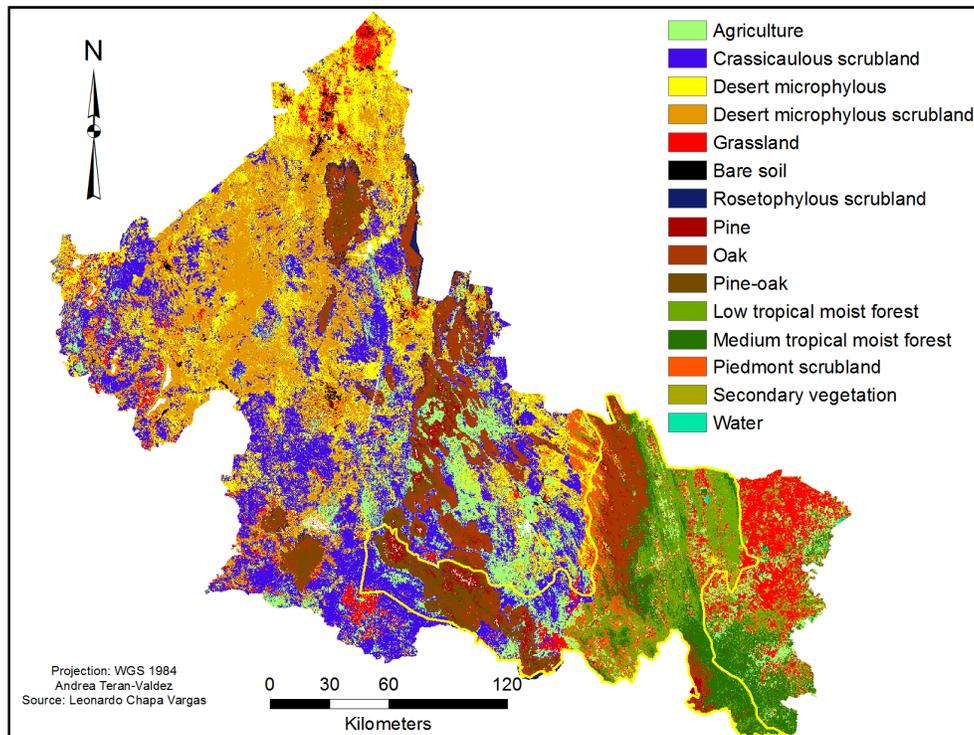 N
Agriculture
Crassicaulous scrubland
Desert microphylous
Desert microphylous scrubland
Grassland
Bare soil
Rosetophylous scrubland
Pine
Oak
Pine-oak
Low tropical moist forest
Medium tropical moist forest
Piedmont scrubland
Secondary vegetation
Water
Projection: WGS 1984
Andrea Teran-Valdez
Source: Leonardo Chapa Vargas
0 30 60 120
Kilometers